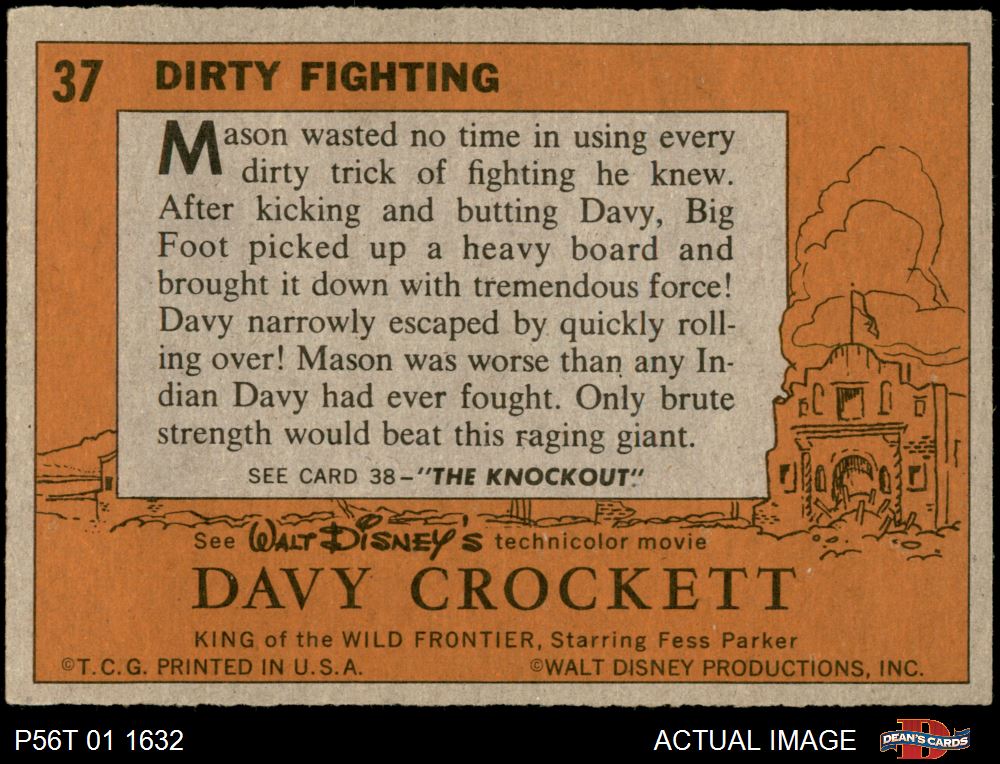 37 DIRTY FIGHTING
Mason wasted no time in using every
dirty trick of fighting he knew.
After kicking and butting Davy, Big
Foot picked up a heavy board and
brought it down with tremendous force!
Davy narrowly escaped by quickly roll-
ing over! Mason was worse than any In-
dian Davy had ever fought. Only brute
strength would beat this raging giant.
SEE CARD 38–"THE KNOCKOUT"
See WALT DISNEY'S technicolor movie
DAVY CROCKETT
KING of the WILD FRONTIER, Starring Fess Parker
©T.C.G. PRINTED IN U.S.A. ©WALT DISNEY PRODUCTIONS, INC.
P56T 01 1632 ACTUAL IMAGE D DEAN'S CARDS